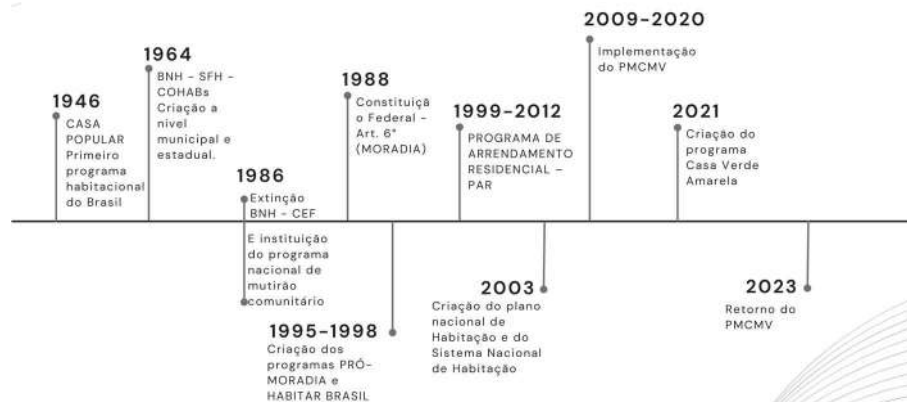 1946
CASA
POPULAR
Primeiro
programa
habitacional
do Brasil
1964
BNH - SFH -
COHABs
Criação a
nível
municipal e
estadual.
1986
Extinção
BNH - CEF
E instituição
do programa
nacional de
mutirão
comunitário
1988
Constituiçã
o Federal -
Art. 6°
(MORADIA)
1995-1998
Criação dos
programas PRÓ-
MORADIA e
HABITAR BRASIL
1999-2012
PROGRAMA DE
ARRENDAMENTO
RESIDENCIAL –
PAR
2003
Criação do plano
nacional de
Habitação e do
Sistema Nacional
de Habitação
2009-2020
Implementação
do PMCMV
2021
Criação do
programa
Casa Verde
Amarela
2023
Retorno do
PMCMV